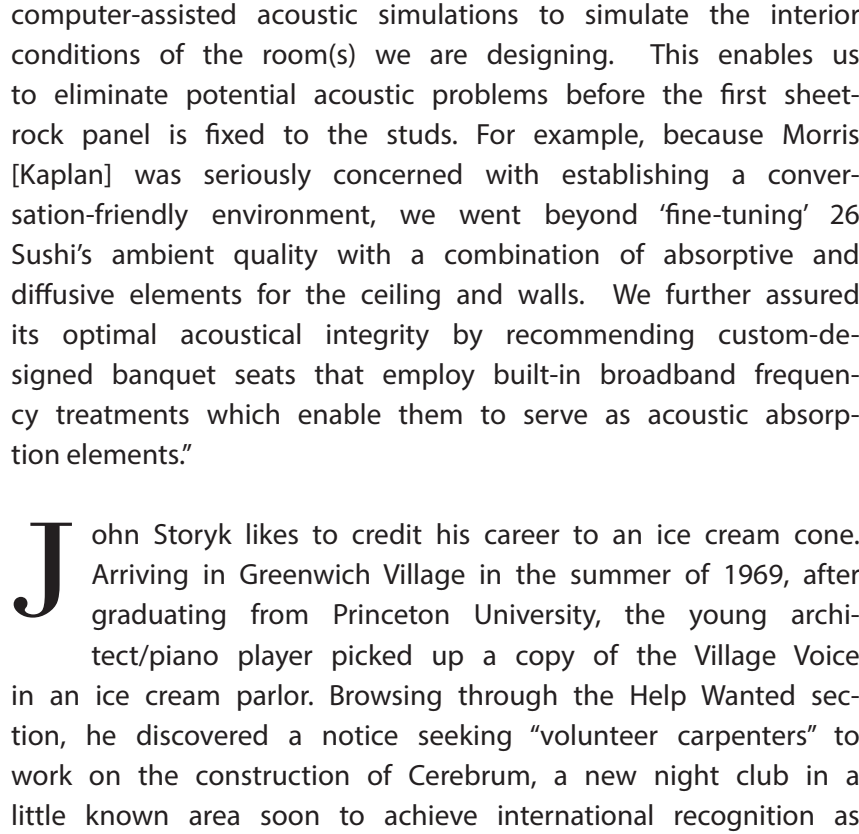 computer-assisted acoustic simulations to simulate the interior
conditions of the room(s) we are designing.  This enables us
to eliminate potential acoustic problems before the first sheet-
rock panel is fixed to the studs. For example, because Morris
[Kaplan] was seriously concerned with establishing a conver-
sation-friendly environment, we went beyond ‘fine-tuning’ 26
Sushi’s ambient quality with a combination of absorptive and
diffusive elements for the ceiling and walls.  We further assured
its optimal acoustical integrity by recommending custom-de-
signed banquet seats that employ built-in broadband frequen-
cy treatments which enable them to serve as acoustic absorp-
tion elements.”
John Storyk likes to credit his career to an ice cream cone.
Arriving in Greenwich Village in the summer of 1969, after
graduating from Princeton University, the young archi-
tect/piano player picked up a copy of the Village Voice
in an ice cream parlor. Browsing through the Help Wanted sec-
tion, he discovered a notice seeking “volunteer carpenters” to
work on the construction of Cerebrum, a new night club in a
little known area soon to achieve international recognition as